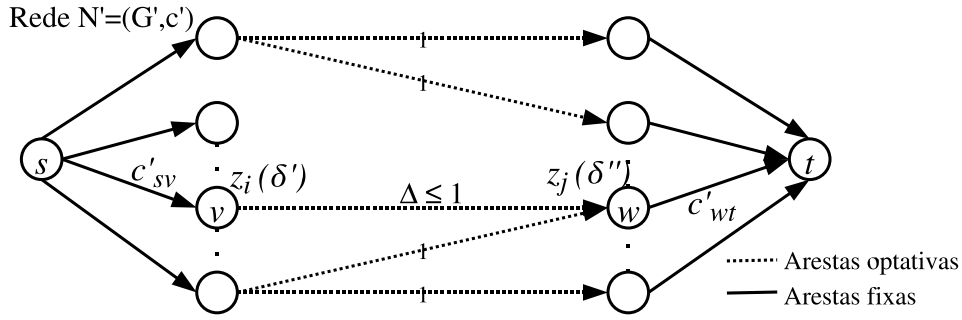 Rede N'=(G',c')
1
1
s
c'sv
zi(δ')
zj(δ'')
t
v
Δ ≤ 1
w
c'wt
1
Arestas optativas
1
Arestas fixas